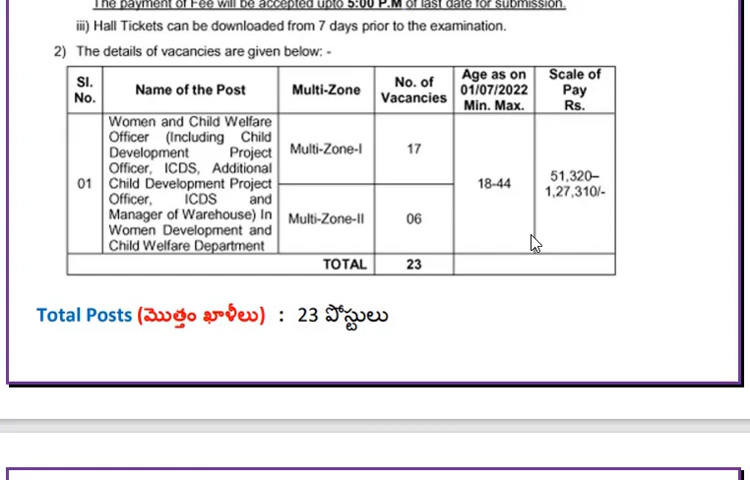 The payment of Fee will be accepted upto 5:00 P.M of last date for submission.
iii) Hall Tickets can be downloaded from 7 days prior to the examination.
2) The details of vacancies are given below: -
Sl. No. Name of the Post Multi-Zone No. of Vacancies Age as on 01/07/2022 Min. Max. Scale of Pay Rs.
01
Women and Child Welfare
Officer (Including Child
Development Project
Officer, ICDS, Additional
Child Development Project
Officer, ICDS and
Manager of Warehouse) In
Women Development and
Child Welfare Department
Multi-Zone-I 17
Multi-Zone-II 06
18-44
51,320–
1,27,310/-
TOTAL 23
Total Posts (మొత్తం ఖాళీలు) : 23 పోస్టులు